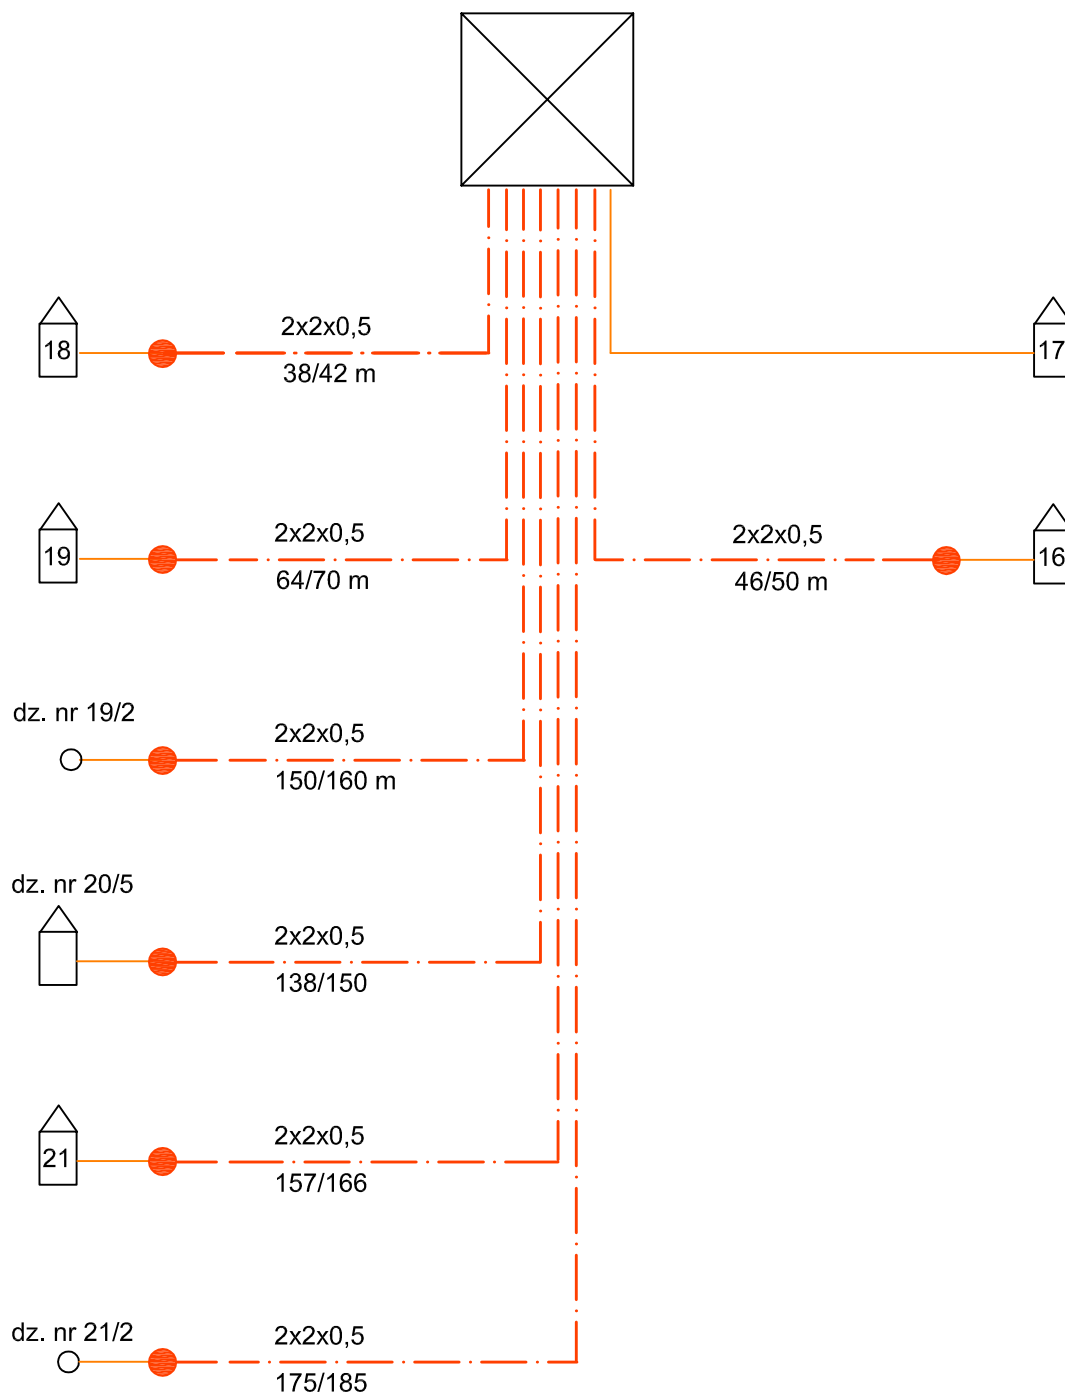 2x2x0,5
18
38/42 m
17
2x2x0,5
19
64/70 m
2x2x0,5
16
46/50 m
dz. nr 19/2
2x2x0,5
150/160 m
dz. nr 20/5
2x2x0,5
138/150
2x2x0,5
21
157/166
dz. nr 21/2
2x2x0,5
175/185